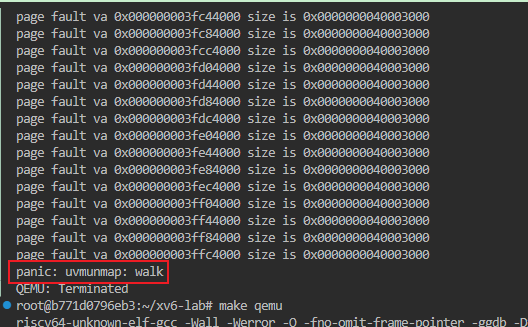 page fault va 0x000000003fc44000 size is 0x0000000040003000
page fault va 0x000000003fc84000 size is 0x0000000040003000
page fault va 0x000000003fcc4000 size is 0x0000000040003000
page fault va 0x000000003fd04000 size is 0x0000000040003000
page fault va 0x000000003fd44000 size is 0x0000000040003000
page fault va 0x000000003fd84000 size is 0x0000000040003000
page fault va 0x000000003fdc4000 size is 0x0000000040003000
page fault va 0x000000003fe04000 size is 0x0000000040003000
page fault va 0x000000003fe44000 size is 0x0000000040003000
page fault va 0x000000003fe84000 size is 0x0000000040003000
page fault va 0x000000003fec4000 size is 0x0000000040003000
page fault va 0x000000003ff04000 size is 0x0000000040003000
page fault va 0x000000003ff44000 size is 0x0000000040003000
page fault va 0x000000003ff84000 size is 0x0000000040003000
page fault va 0x000000003ffc4000 size is 0x0000000040003000
panic: uvmunmap: walk
QEMU: Terminated
root@b771d0796eb3:~/xv6-lab# make qemu
riscv64-unknown-elf-gcc -Wall -Werror -O -fno-omit-frame-pointer -ggdb -D